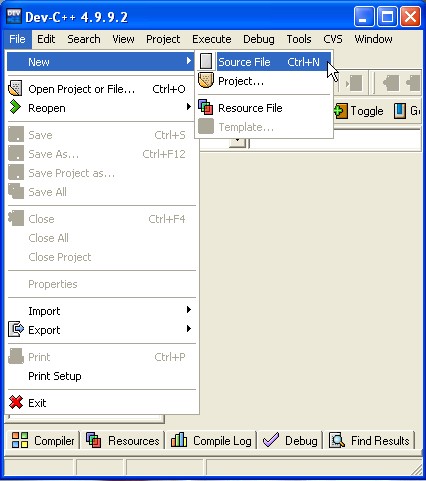 Dev-C++ 4.9.9.2
File Edit Search View Project Execute Debug Tools CVS Window
New
Source File Ctrl+N
Project...
Resource File
Template...
Toggle
Open Project or File... Ctrl+O
Reopen
Save Ctrl+S
Save As... Ctrl+F12
Save Project as...
Save All
Close Ctrl+F4
Close All
Close Project
Properties
Import
Export
Print Ctrl+P
Print Setup
Exit
Compiler Resources Compile Log Debug Find Results